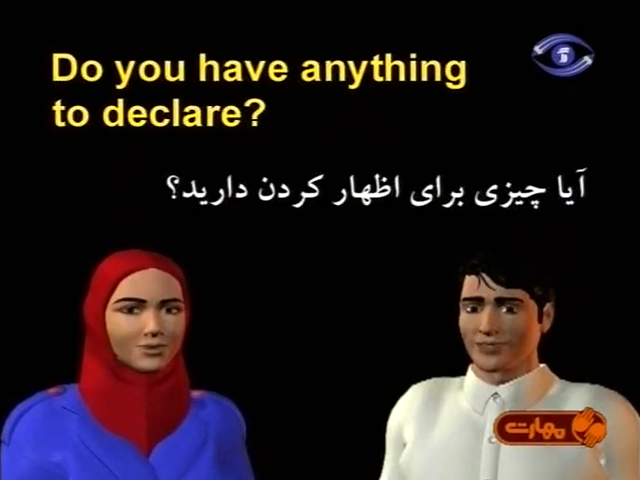 Do you have anything
to declare?
آیا چیزی برای اظهار کردن دارید؟
مهارت